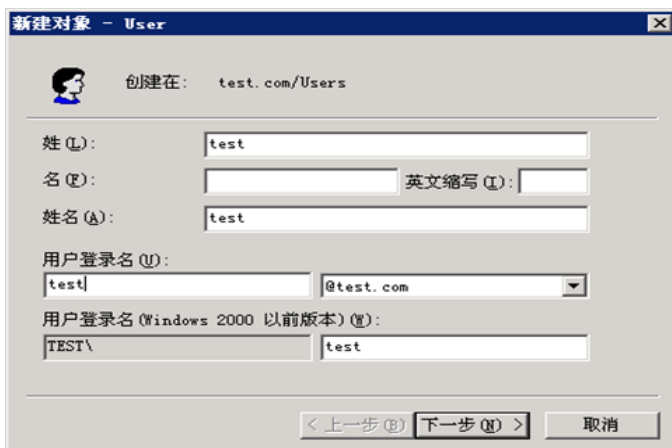 新建对象 - User
创建在: test.com/Users
姓(L): test
名(F): 英文缩写(I):
姓名(A): test
用户登录名(U):
test @test.com
用户登录名(Windows 2000 以前版本)(W):
TEST\ test
< 上一步(B) 下一步(N) > 取消